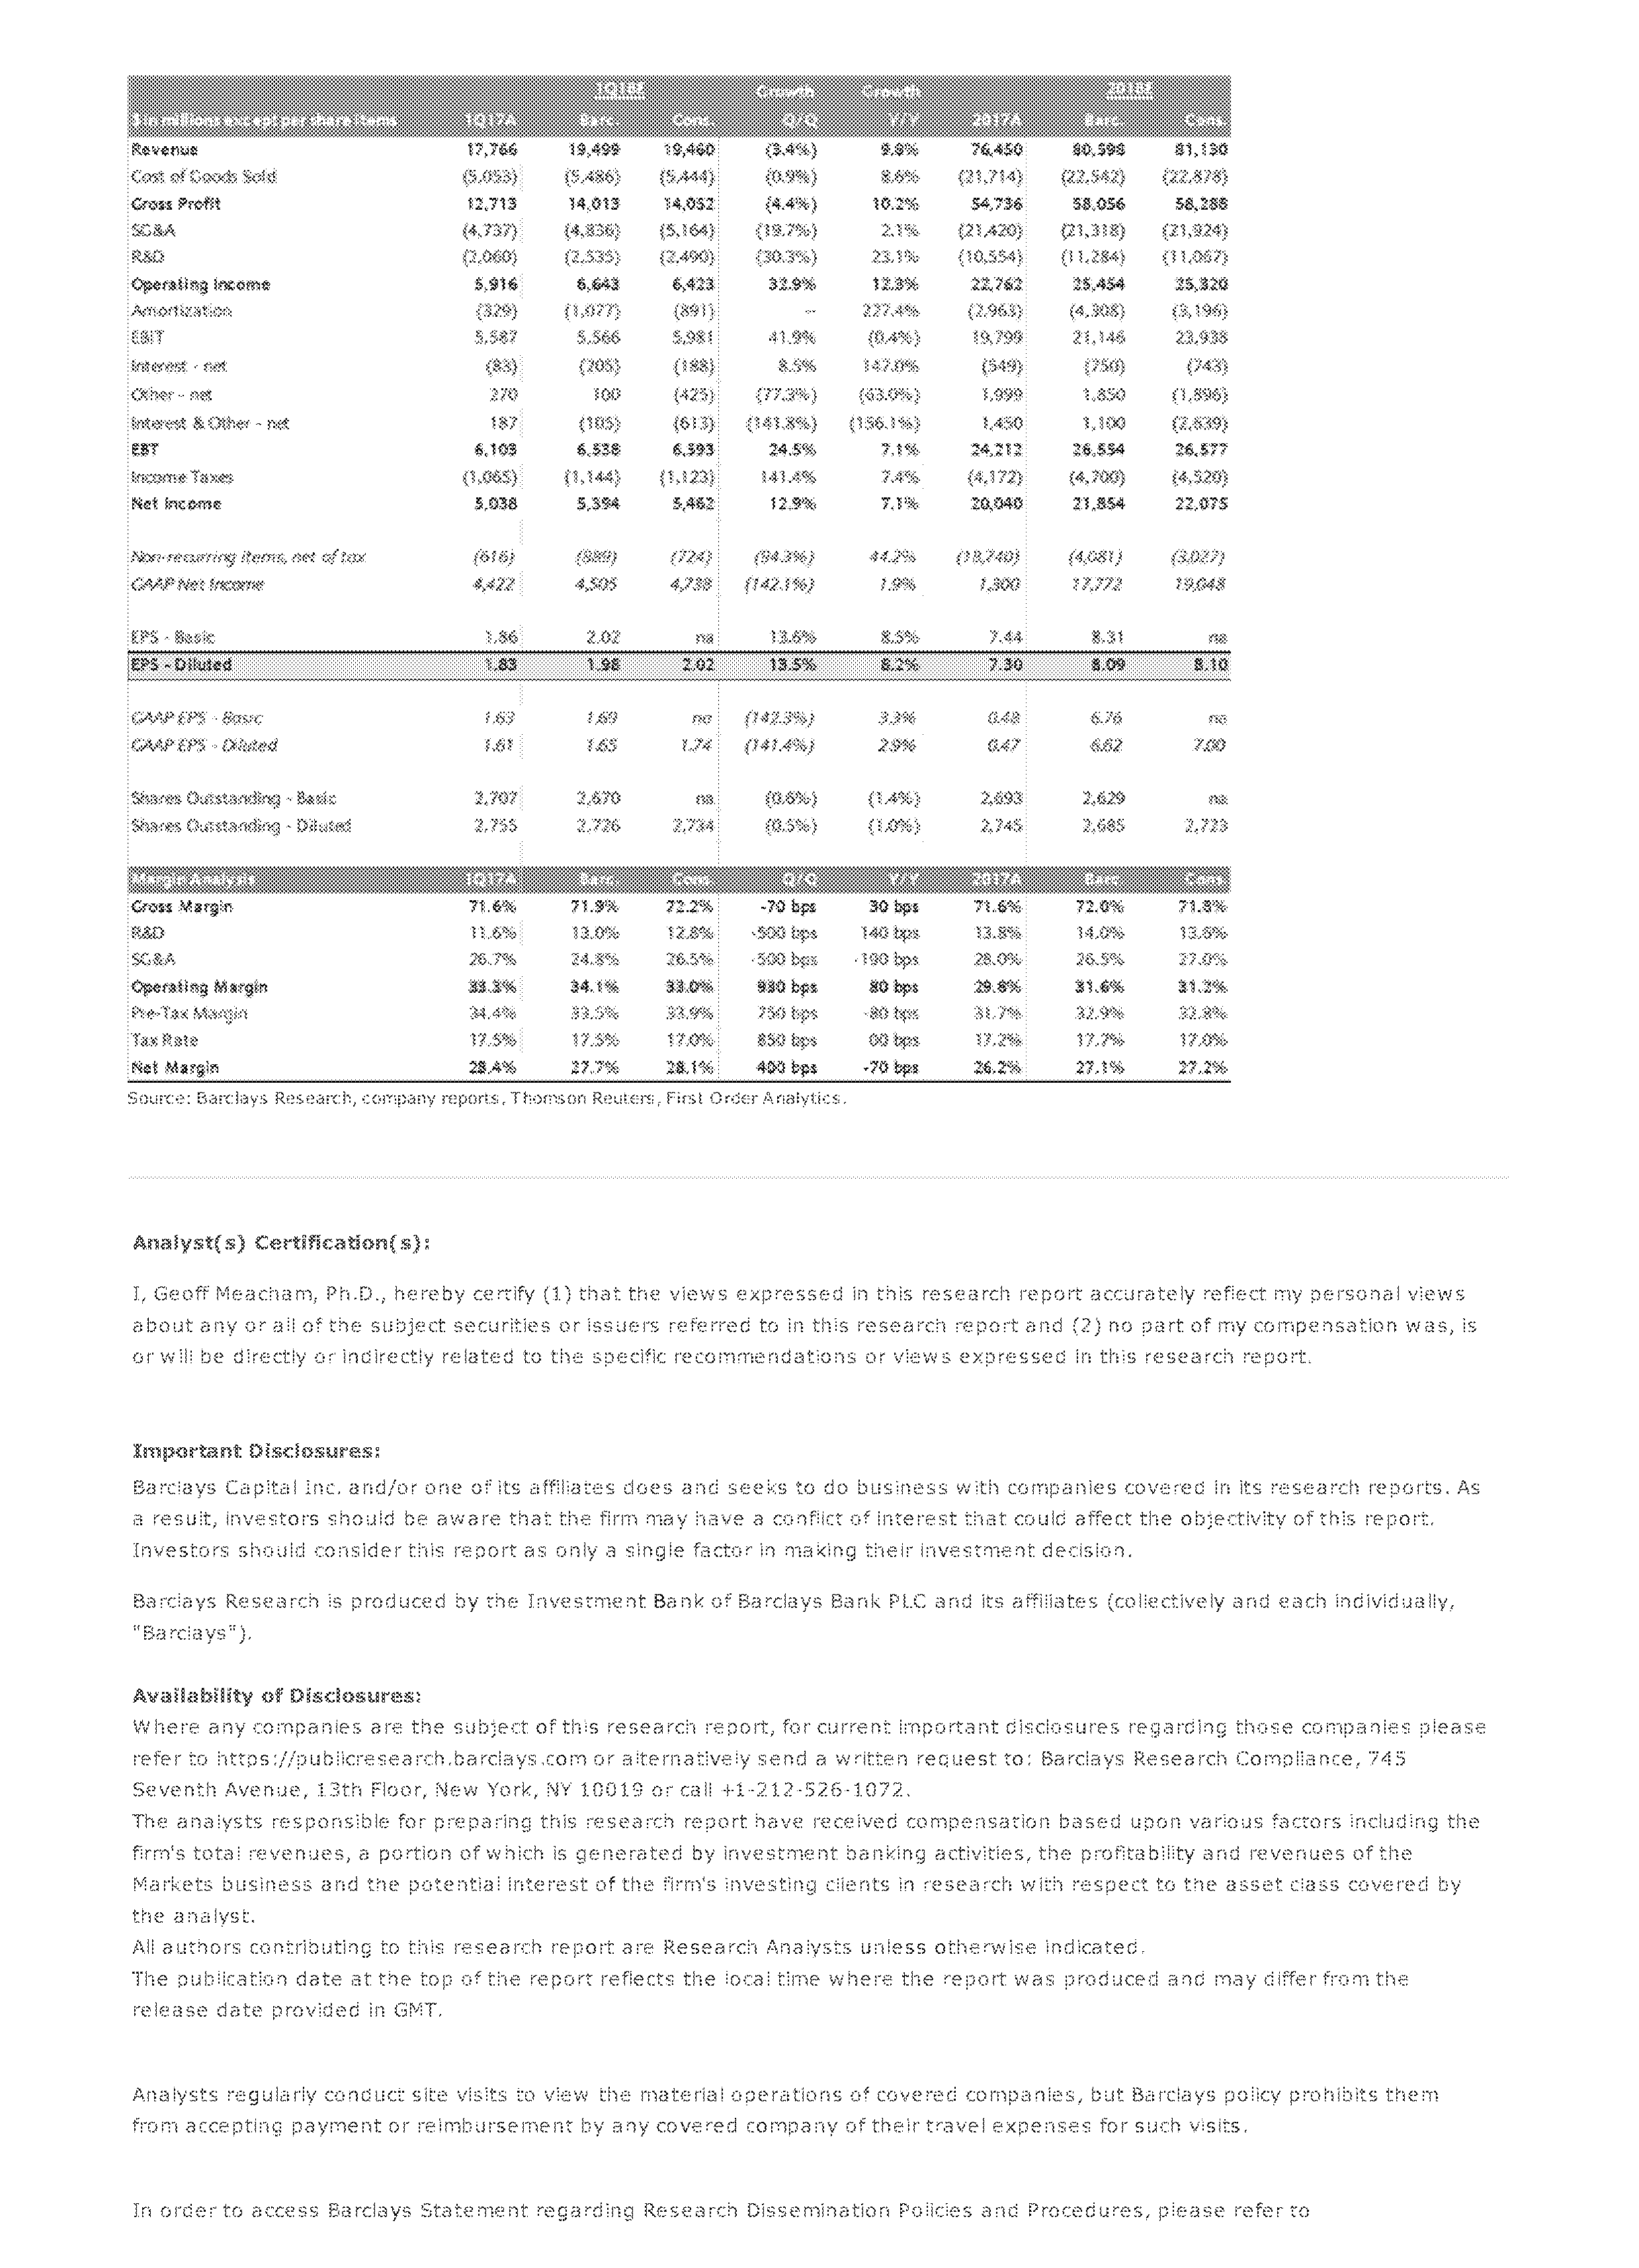 1Q18E Growth Growth 2018E
$ in millions except per share items 1Q17A Barc. Cons. Q/Q Y/Y 2017A Barc. Cons.
Revenue 17,766 19,499 19,460 (3.4%) 9.8% 76,450 80,598 81,130
Cost of Goods Sold (5,053) (5,486) (5,444) (0.9%) 8.6% (21,714) (22,542) (22,878)
Gross Profit 12,713 14,013 14,052 (4.4%) 10.2% 54,736 58,056 58,288
SG&A (4,737) (4,836) (5,164) (19.7%) 2.1% (21,420) (21,318) (21,924)
R&D (2,060) (2,535) (2,490) (30.3%) 23.1% (10,554) (11,284) (11,067)
Operating Income 5,916 6,643 6,423 32.9% 12.3% 22,762 25,454 25,320
Amortization (329) (1,077) (891) -- 227.4% (2,963) (4,308) (3,196)
EBIT 5,587 5,566 5,981 41.9% (0.4%) 19,799 21,146 23,938
Interest - net (83) (205) (188) 8.5% 147.0% (549) (750) (743)
Other - net 270 100 (425) (77.3%) (63.0%) 1,999 1,850 (1,896)
Interest & Other - net 187 (105) (613) (141.8%) (156.1%) 1,450 1,100 (2,639)
EBT 6,103 6,538 6,593 24.5% 7.1% 24,212 26,554 26,577
Income Taxes (1,065) (1,144) (1,123) 141.4% 7.4% (4,172) (4,700) (4,520)
Net Income 5,038 5,394 5,462 12.9% 7.1% 20,040 21,854 22,075
Non-recurring items, net of tax (616) (889) (724) (94.3%) 44.2% (18,740) (4,081) (3,027)
GAAP Net Income 4,422 4,505 4,738 (142.1%) 1.9% 1,300 17,772 19,048
EPS - Basic 1.86 2.02 na 13.6% 8.5% 7.44 8.31 na
EPS - Diluted 1.83 1.98 2.02 13.5% 8.2% 7.30 8.09 8.10
GAAP EPS - Basic 1.63 1.69 na (142.3%) 3.3% 0.48 6.76 na
GAAP EPS - Diluted 1.61 1.65 1.74 (141.4%) 2.9% 0.47 6.62 7.00
Shares Outstanding - Basic 2,707 2,670 na (0.6%) (1.4%) 2,693 2,629 na
Shares Outstanding - Diluted 2,755 2,726 2,734 (0.5%) (1.0%) 2,745 2,685 2,723
Margin Analysis 1Q17A Barc. Cons. Q/Q Y/Y 2017A Barc. Cons.
Gross Margin 71.6% 71.9% 72.2% -70 bps 30 bps 71.6% 72.0% 71.8%
R&D 11.6% 13.0% 12.8% -500 bps 140 bps 13.8% 14.0% 13.6%
SG&A 26.7% 24.8% 26.5% -500 bps -190 bps 28.0% 26.5% 27.0%
Operating Margin 33.3% 34.1% 33.0% 930 bps 80 bps 29.8% 31.6% 31.2%
Pre-Tax Margin 34.4% 33.5% 33.9% 750 bps -80 bps 31.7% 32.9% 32.8%
Tax Rate 17.5% 17.5% 17.0% 850 bps 00 bps 17.2% 17.7% 17.0%
Net Margin 28.4% 27.7% 28.1% 400 bps -70 bps 26.2% 27.1% 27.2%
Source: Barclays Research, company reports, Thomson Reuters, First Order Analytics.
Analyst(s) Certification(s):
I, Geoff Meacham, Ph.D., hereby certify (1) that the views expressed in this research report accurately reflect my personal views
about any or all of the subject securities or issuers referred to in this research report and (2) no part of my compensation was, is
or will be directly or indirectly related to the specific recommendations or views expressed in this research report.
Important Disclosures:
Barclays Capital Inc. and/or one of its affiliates does and seeks to do business with companies covered in its research reports. As
a result, investors should be aware that the firm may have a conflict of interest that could affect the objectivity of this report.
Investors should consider this report as only a single factor in making their investment decision.
Barclays Research is produced by the Investment Bank of Barclays Bank PLC and its affiliates (collectively and each individually,
"Barclays").
Availability of Disclosures:
Where any companies are the subject of this research report, for current important disclosures regarding those companies please
refer to https://publicresearch.barclays.com or alternatively send a written request to: Barclays Research Compliance, 745
Seventh Avenue, 13th Floor, New York, NY 10019 or call +1-212-526-1072.
The analysts responsible for preparing this research report have received compensation based upon various factors including the
firm's total revenues, a portion of which is generated by investment banking activities, the profitability and revenues of the
Markets business and the potential interest of the firm's investing clients in research with respect to the asset class covered by
the analyst.
All authors contributing to this research report are Research Analysts unless otherwise indicated.
The publication date at the top of the report reflects the local time where the report was produced and may differ from the
release date provided in GMT.
Analysts regularly conduct site visits to view the material operations of covered companies, but Barclays policy prohibits them
from accepting payment or reimbursement by any covered company of their travel expenses for such visits.
In order to access Barclays Statement regarding Research Dissemination Policies and Procedures, please refer to